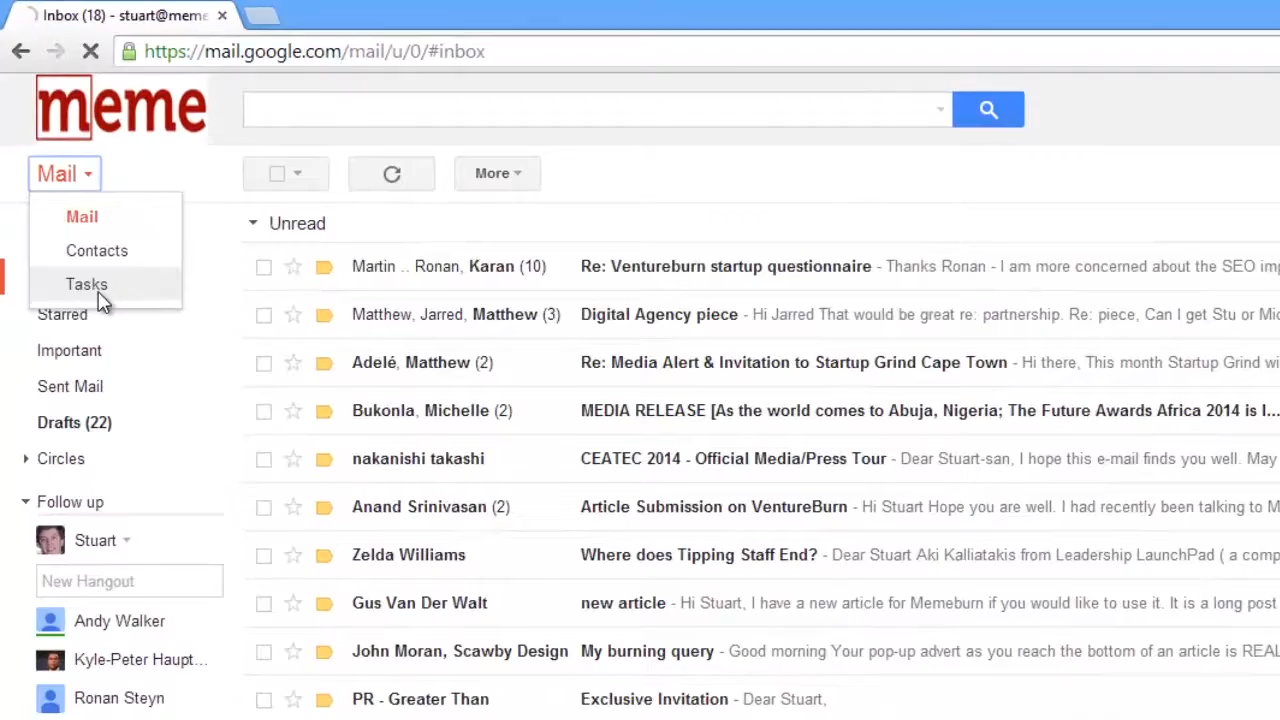 Inbox (18) - stuart@meme
https://mail.google.com/mail/u/0/#inbox
meme
Mail
More
Mail
Contacts
Tasks
Starred
Important
Sent Mail
Drafts (22)
Circles
Follow up
Stuart
New Hangout
Andy Walker
Kyle-Peter Haupt...
Ronan Steyn
Unread
Martin .. Ronan, Karan (10) Re: Ventureburn startup questionnaire - Thanks Ronan - I am more concerned about the SEO
Matthew, Jarred, Matthew (3) Digital Agency piece - Hi Jarred That would be great re: partnership. Re: piece, Can I get Stu or
Adelé, Matthew (2) Re: Media Alert & Invitation to Startup Grind Cape Town - Hi there, This month Startup Grind
Bukonla, Michelle (2) MEDIA RELEASE [As the world comes to Abuja, Nigeria; The Future Awards Africa 2014 is I...
nakanishi takashi CEATEC 2014 - Official Media/Press Tour - Dear Stuart-san, I hope this e-mail finds you well. May
Anand Srinivasan (2) Article Submission on VentureBurn - Hi Stuart Hope you are well. I had recently been talking to
Zelda Williams Where does Tipping Staff End? - Dear Stuart Aki Kalliatakis from Leadership LaunchPad ( a
Gus Van Der Walt new article - Hi Stuart, I have a new article for Memeburn if you would like to use it. It is a long post
John Moran, Scawby Design My burning query - Good morning Your pop-up advert as you reach the bottom of an article is
PR - Greater Than Exclusive Invitation - Dear Stuart,